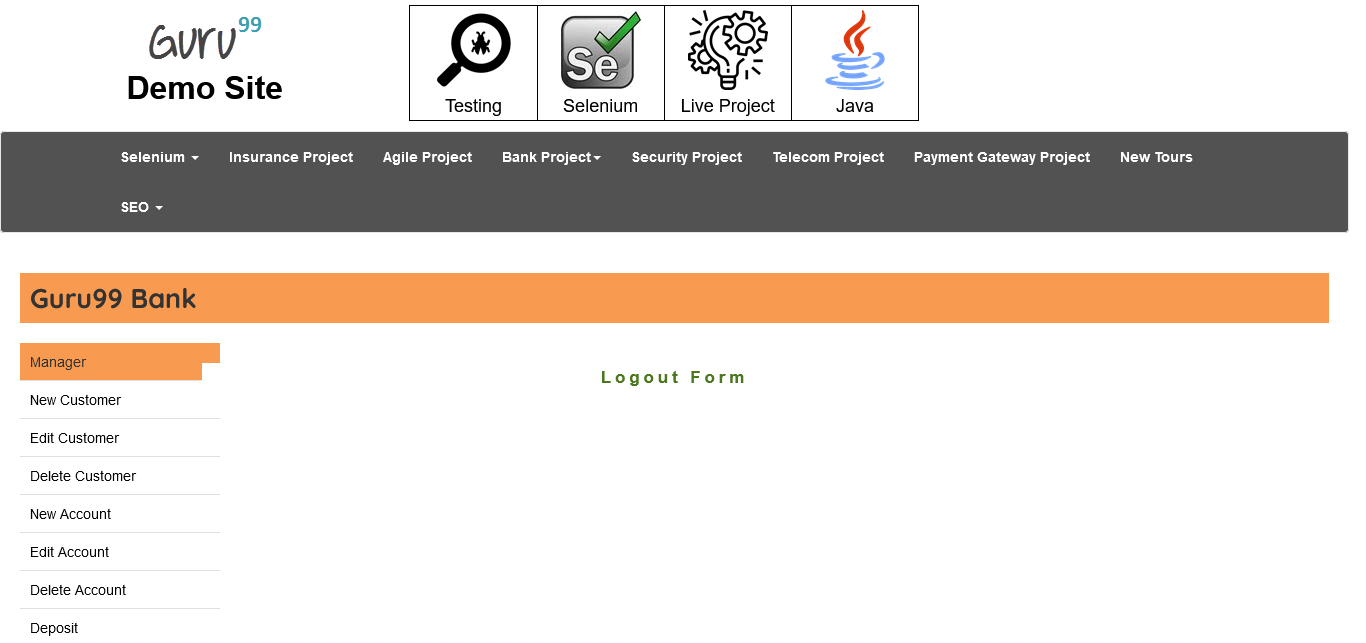 Guru99
Demo Site
Testing
Se
Selenium
Live Project
Java
Selenium
Insurance Project
Agile Project
Bank Project
Security Project
Telecom Project
Payment Gateway Project
New Tours
SEO
Guru99 Bank
Manager
New Customer
Edit Customer
Delete Customer
New Account
Edit Account
Delete Account
Deposit
Logout Form